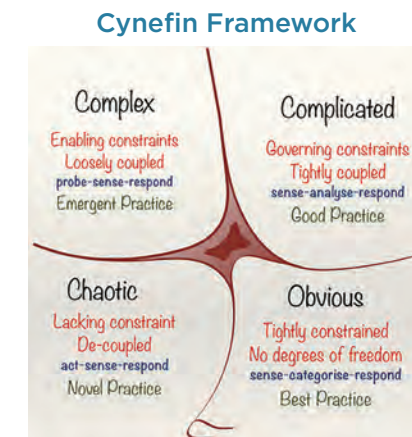 Cynefin Framework
Complex
Enabling constraints
Loosely coupled
probe-sense-respond
Emergent Practice
Complicated
Governing constraints
Tightly coupled
sense-analyse-respond
Good Practice
Chaotic
Lacking constraint
De-coupled
act-sense-respond
Novel Practice
Obvious
Tightly constrained
No degrees of freedom
sense-categorise-respond
Best Practice